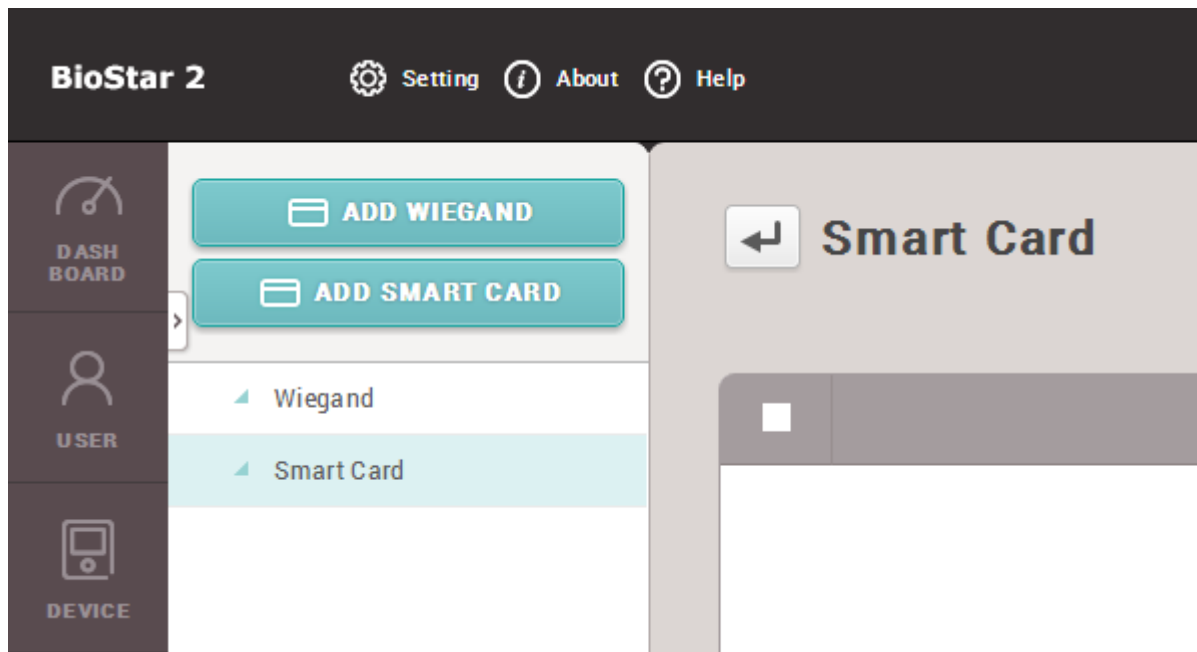 BioStar 2
Setting
About
Help
DASH
BOARD
USER
DEVICE
ADD WIEGAND
ADD SMART CARD
Wiegand
Smart Card
Smart Card